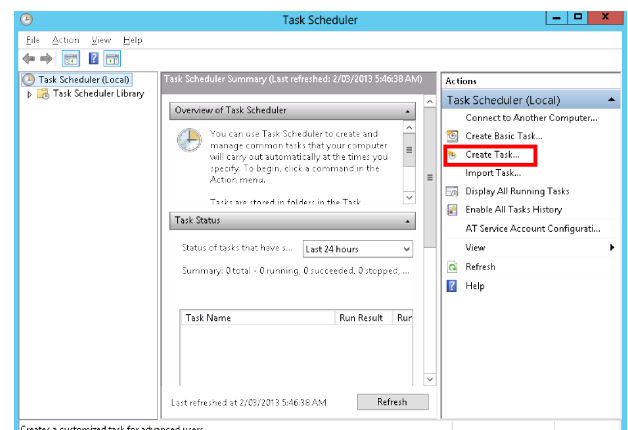 Task Scheduler
File Action View Help
Task Scheduler (Local)
Task Scheduler Library
Task Scheduler Summary (Last refreshed: 2/03/2013 5:46:38 AM)
Overview of Task Scheduler
You can use Task Scheduler to create and
manage common tasks that your computer
will carry out automatically at the times you
specify. To begin, click a command in the
Action menu.
Tasks are stored in folders in the Task
Task Status
Status of tasks that have s... Last 24 hours
Summary: 0 total - 0 running, 0 succeeded, 0 stopped, ...
Task Name Run Result Run
Last refreshed at 2/03/2013 5:46:38 AM Refresh
Actions
Task Scheduler (Local)
Connect to Another Computer...
Create Basic Task...
Create Task...
Import Task...
Display All Running Tasks
Enable All Tasks History
AT Service Account Configurati...
View
Refresh
Help
Creates a customized task for advanced users